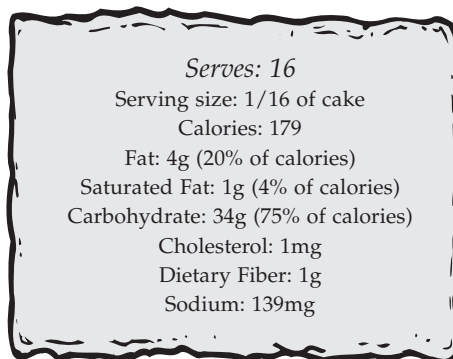 Serves: 16
Serving size: 1/16 of cake
Calories: 179
Fat: 4g (20% of calories)
Saturated Fat: 1g (4% of calories)
Carbohydrate: 34g (75% of calories)
Cholesterol: 1mg
Dietary Fiber: 1g
Sodium: 139mg